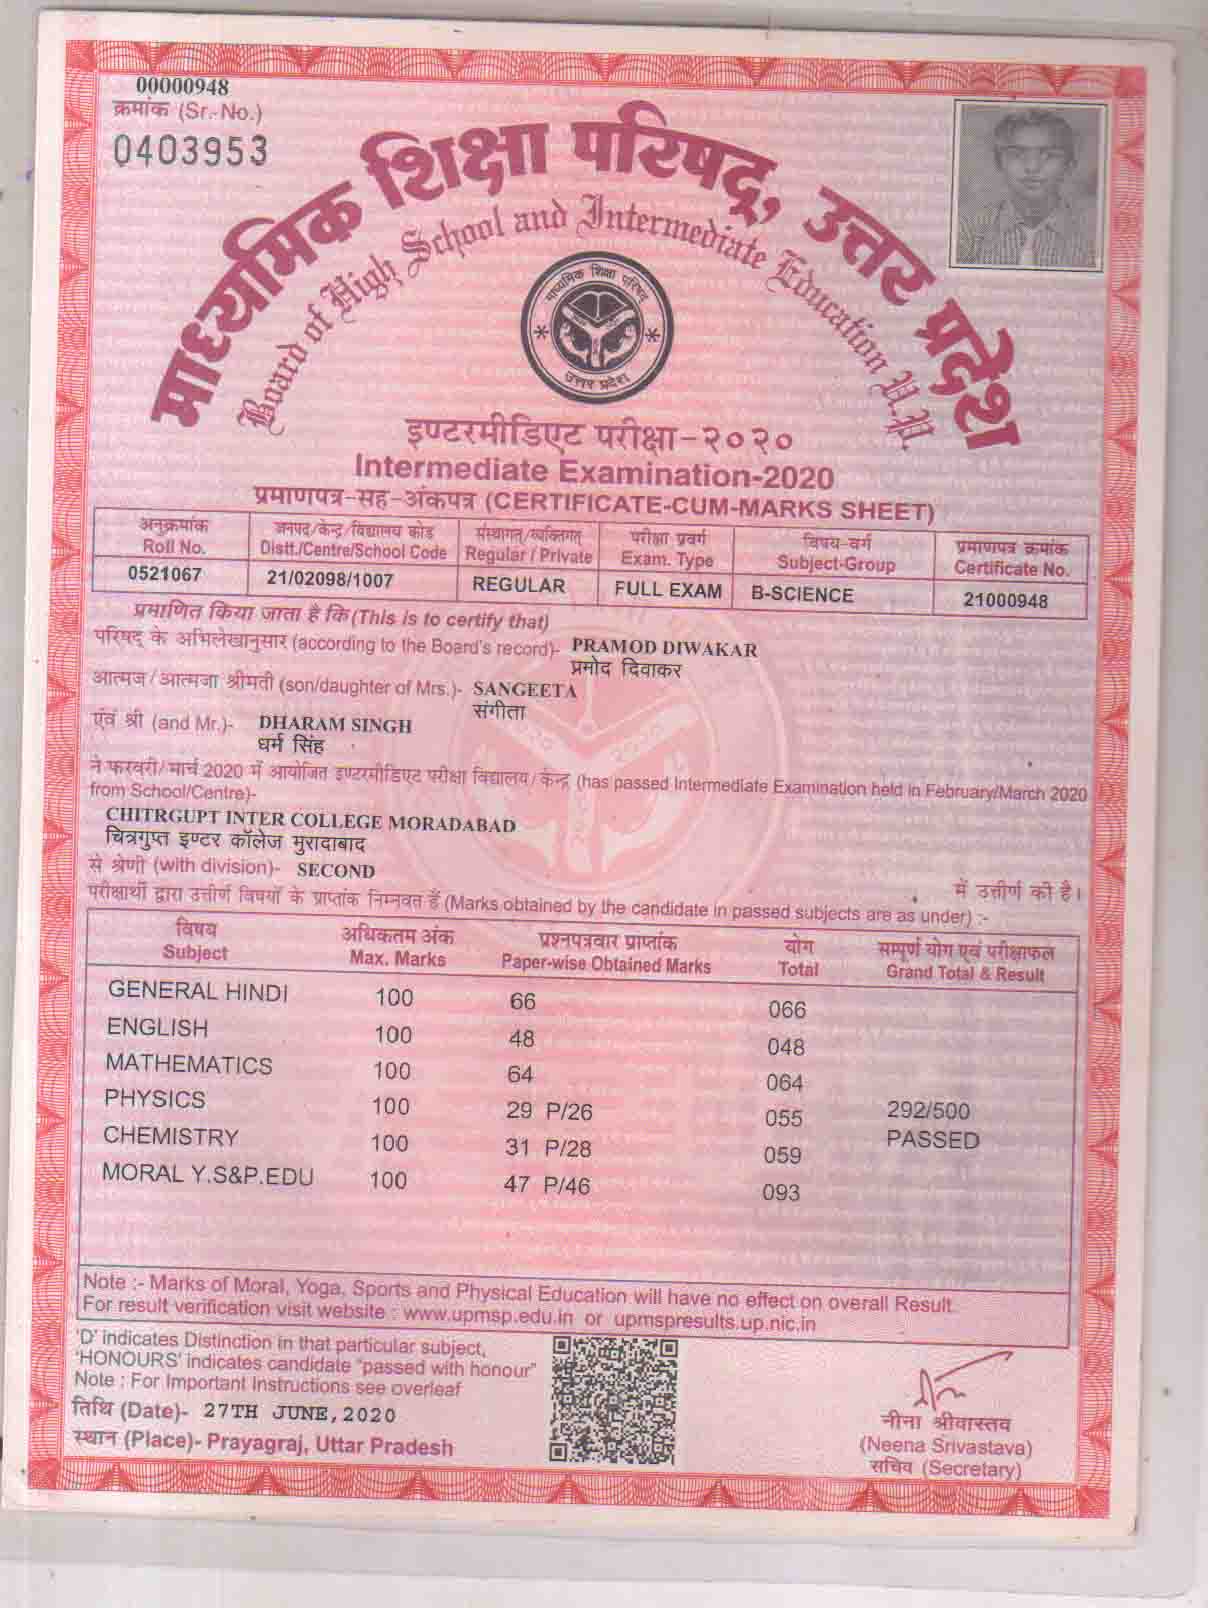 00000948
क्रमांक (Sr.-No.)
0403953
माध्यमिक शिक्षा परिषद्, उत्तर प्रदेश
Board of High School and Intermediate Education U.P.
माध्यमिक शिक्षा परिषद
उत्तर प्रदेश
इण्टरमीडिएट परीक्षा-२०२०
Intermediate Examination-2020
प्रमाणपत्र-सह-अंकपत्र (CERTIFICATE-CUM-MARKS SHEET)
अनुक्रमांक जनपद/केन्द्र/विद्यालय कोड संस्थागत/व्यक्तिगत परीक्षा प्रवर्ग विषय-वर्ग प्रमाणपत्र क्रमांक
Roll No. Distt./Centre/School Code Regular / Private Exam. Type Subject-Group Certificate No.
0521067 21/02098/1007 REGULAR FULL EXAM B-SCIENCE 21000948
प्रमाणित किया जाता है कि (This is to certify that)
परिषद् के अभिलेखानुसार (according to the Board's record)- PRAMOD DIWAKAR
प्रमोद दिवाकर
आत्मज/आत्मजा श्रीमती (son/daughter of Mrs.)- SANGEETA
संगीता
एंव श्री (and Mr.)- DHARAM SINGH
धर्म सिंह
ने फरवरी/मार्च 2020 में आयोजित इण्टरमीडिएट परीक्षा विद्यालय/केन्द्र (has passed Intermediate Examination held in February/March 2020
from School/Centre)-
CHITRGUPT INTER COLLEGE MORADABAD
चित्रगुप्त इण्टर कॉलेज मुरादाबाद
से श्रेणी (with division)- SECOND में उत्तीर्ण की है।
परीक्षार्थी द्वारा उत्तीर्ण विषयों के प्राप्तांक निम्नवत हैं (Marks obtained by the candidate in passed subjects are as under) :-
विषय अधिकतम अंक प्रश्नपत्रवार प्राप्तांक योग सम्पूर्ण योग एवं परीक्षाफल
Subject Max. Marks Paper-wise Obtained Marks Total Grand Total & Result
GENERAL HINDI 100 66 066
ENGLISH 100 48 048
MATHEMATICS 100 64 064
PHYSICS 100 29 P/26 055 292/500
CHEMISTRY 100 31 P/28 059 PASSED
MORAL Y.S&P.EDU 100 47 P/46 093
Note :- Marks of Moral, Yoga, Sports and Physical Education will have no effect on overall Result.
For result verification visit website : www.upmsp.edu.in or upmspresults.up.nic.in
'D' indicates Distinction in that particular subject,
'HONOURS' indicates candidate "passed with honour"
Note : For Important Instructions see overleaf
तिथि (Date)- 27TH JUNE,2020
स्थान (Place)- Prayagraj, Uttar Pradesh
नीना श्रीवास्तव
(Neena Srivastava)
सचिव (Secretary)